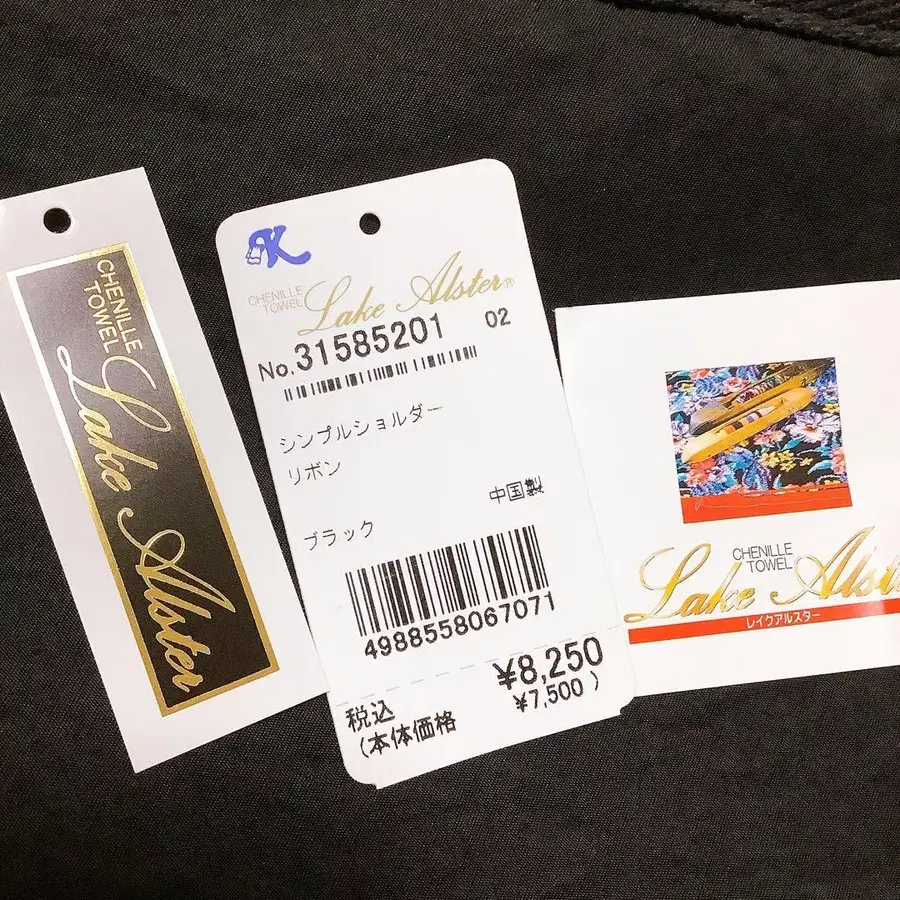 CHENILLE
TOWEL
Lake Alster
K
CHENILLE
TOWEL
Lake Alster®
No.31585201 02
シンプルショルダー
リボン
中国製
ブラック
4988558067071
¥8,250
税込
(本体価格 ¥7,500 )
CHENILLE
TOWEL
Lake Alster
レイクアルスター